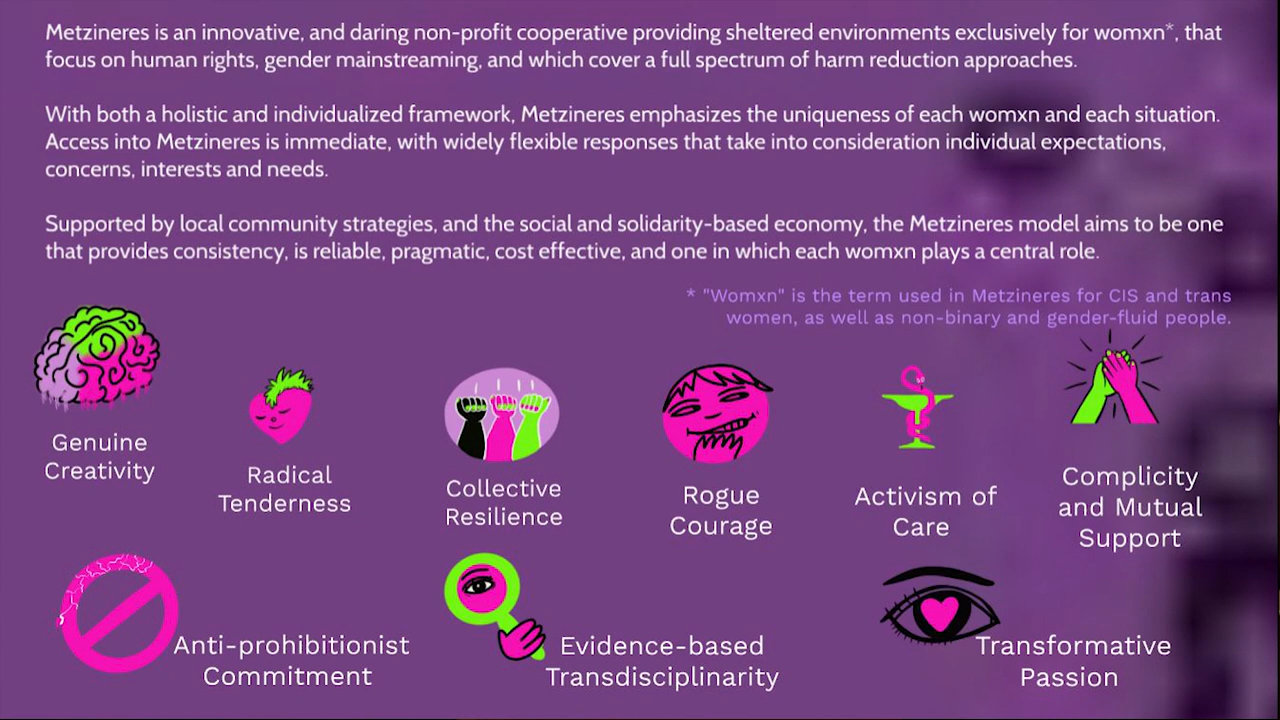 Metzineres is an innovative, and daring non-profit cooperative providing sheltered environments exclusively for womxn*, that
focus on human rights, gender mainstreaming, and which cover a full spectrum of harm reduction approaches.
With both a holistic and individualized framework, Metzineres emphasizes the uniqueness of each womxn and each situation.
Access into Metzineres is immediate, with widely flexible responses that take into consideration individual expectations,
concerns, interests and needs.
Supported by local community strategies, and the social and solidarity-based economy, the Metzineres model aims to be one
that provides consistency, is reliable, pragmatic, cost effective, and one in which each womxn plays a central role.
* "Womxn" is the term used in Metzineres for CIS and trans
women, as well as non-binary and gender-fluid people.
Genuine
Creativity
Radical
Tenderness
Collective
Resilience
Rogue
Courage
Activism of
Care
Complicity
and Mutual
Support
Anti-prohibitionist
Commitment
Evidence-based
Transdisciplinarity
Transformative
Passion